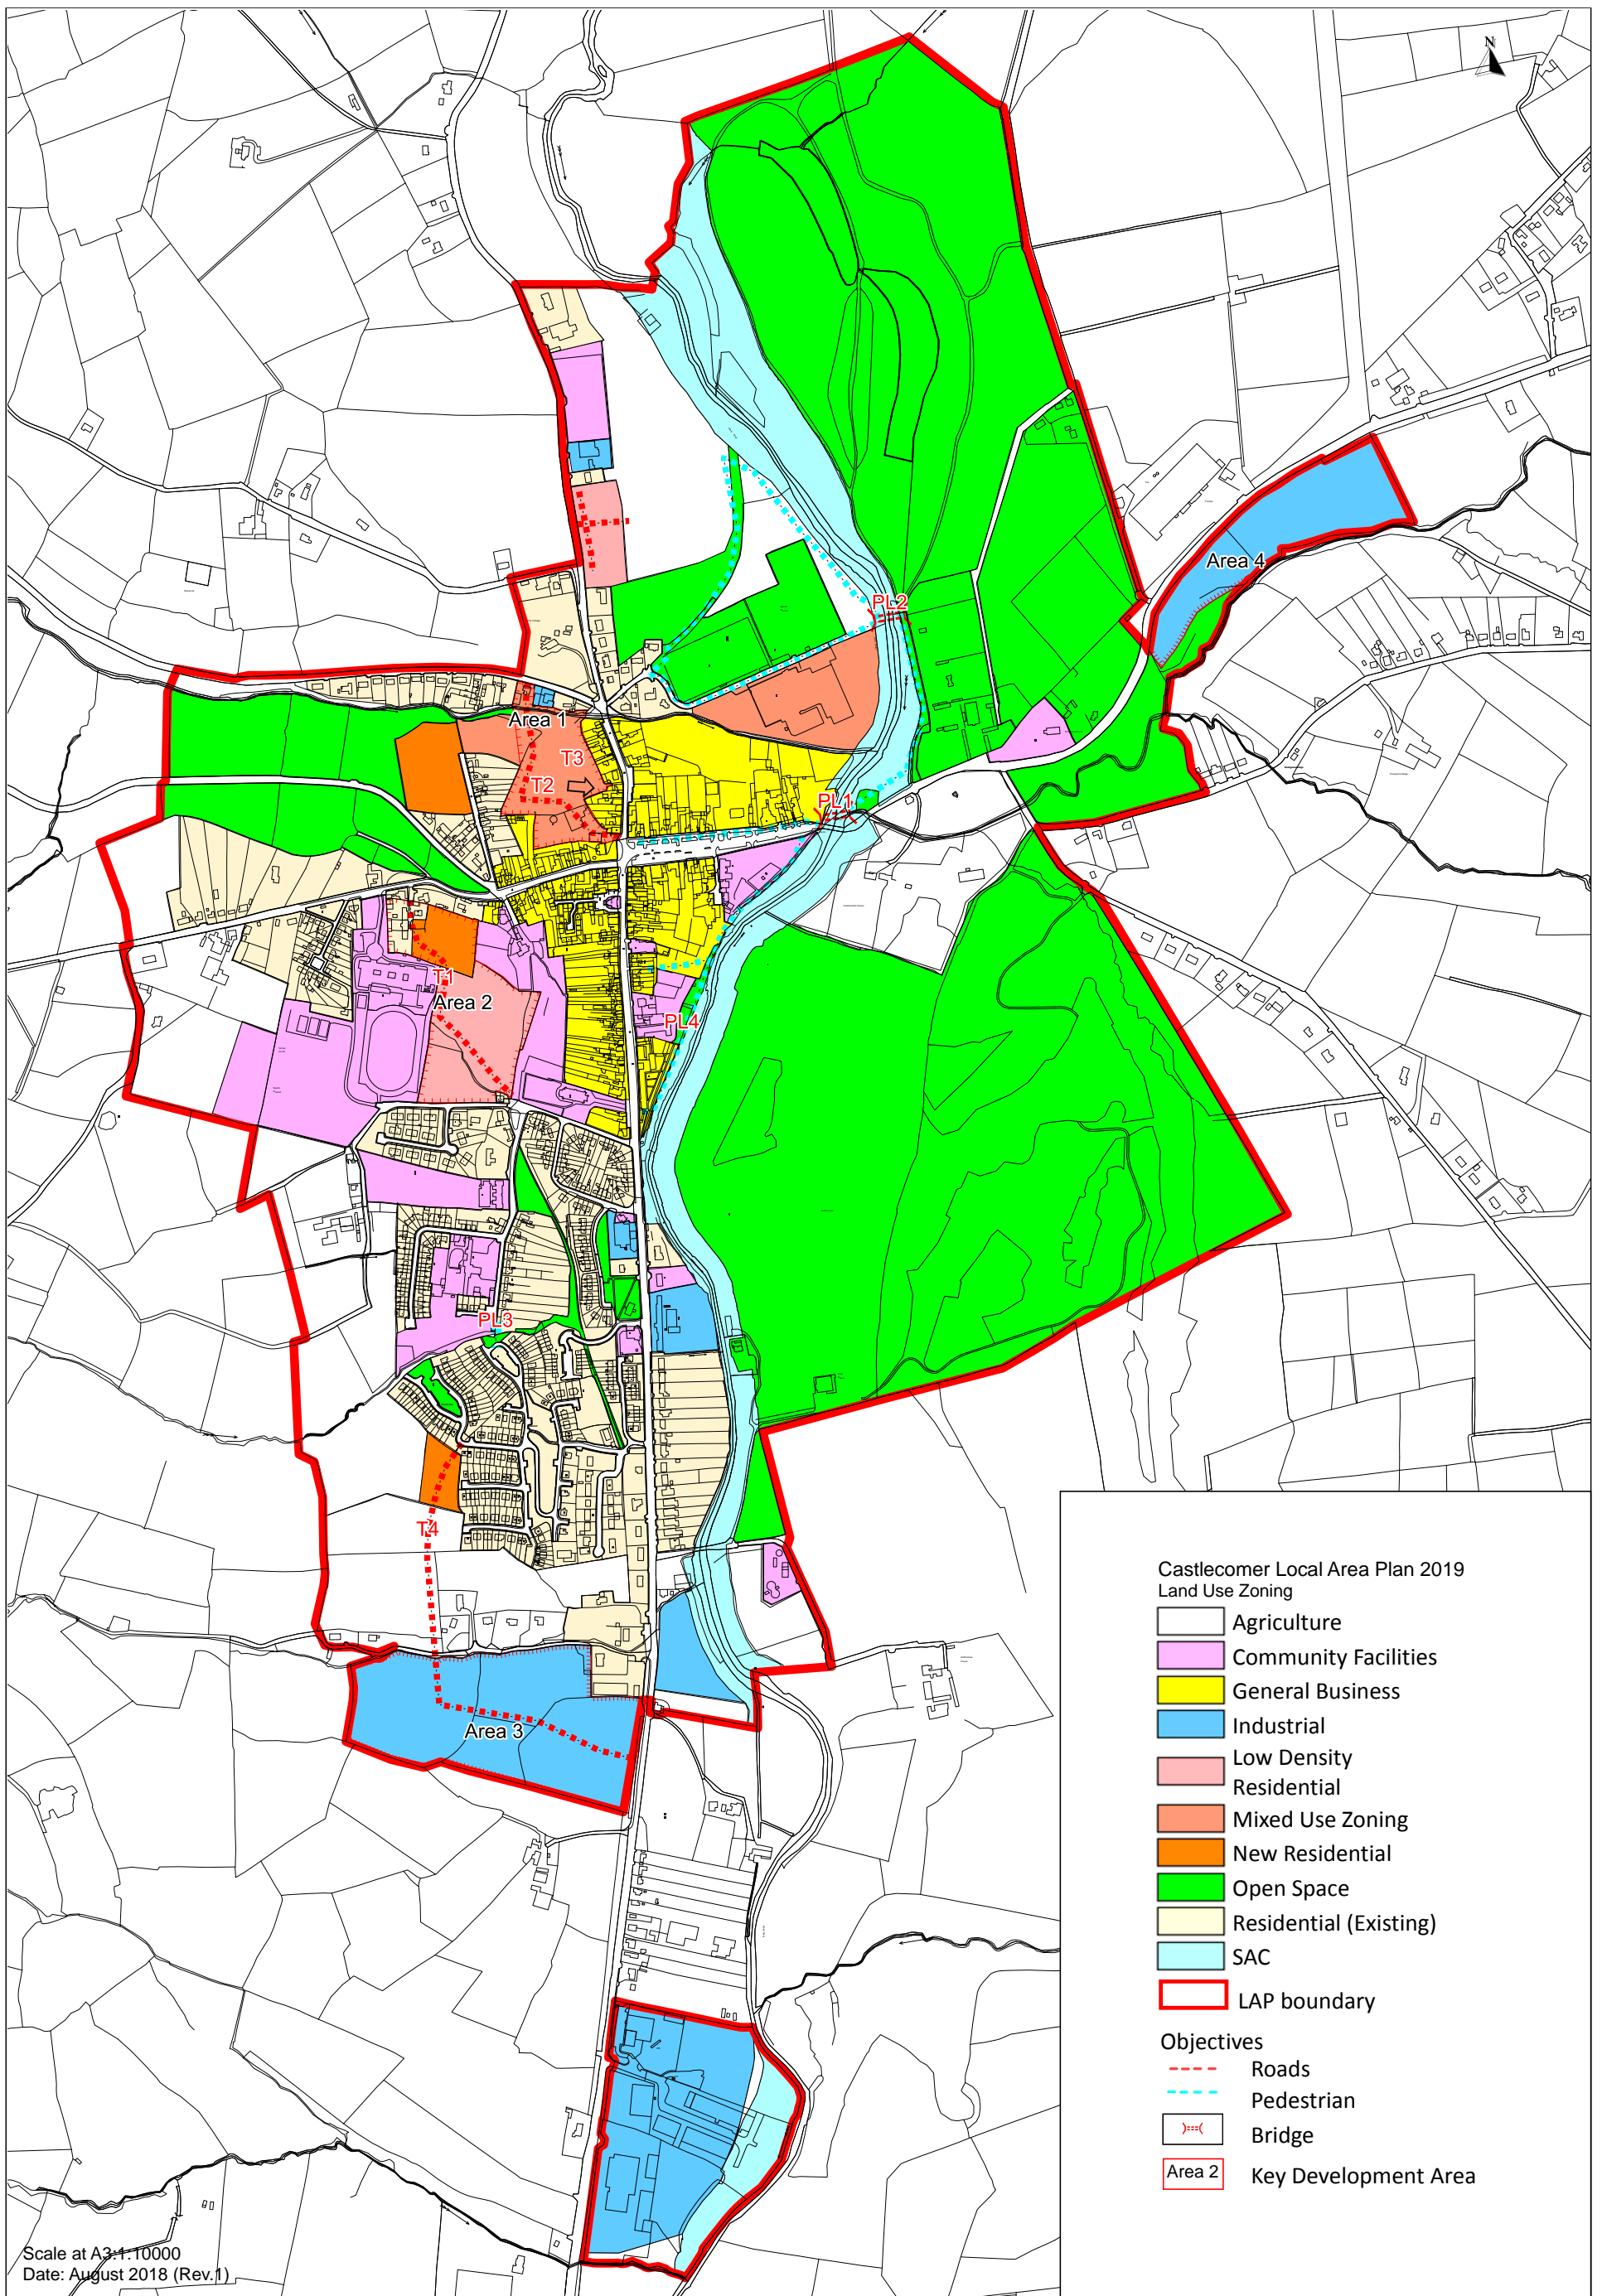 N
Area 4
PL2
Area 1
T3
T2
PL1
T1
Area 2
PL4
PL3
T4
Area 3
Castlecomer Local Area Plan 2019
Land Use Zoning
Agriculture
Community Facilities
General Business
Industrial
Low Density
Residential
Mixed Use Zoning
New Residential
Open Space
Residential (Existing)
SAC
LAP boundary
Objectives
Roads
Pedestrian
Bridge
Area 2
Key Development Area
Scale at A3:1:10000
Date: August 2018 (Rev.1)